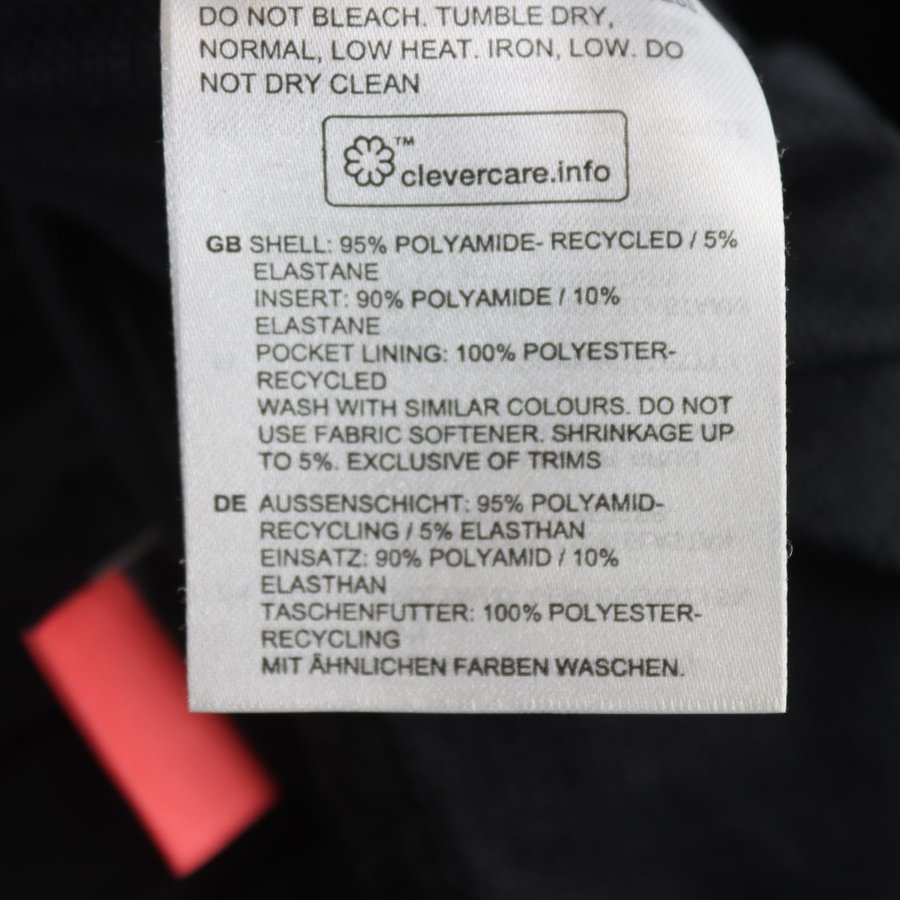 DO NOT BLEACH. TUMBLE DRY,
NORMAL, LOW HEAT. IRON, LOW. DO
NOT DRY CLEAN
™
clevercare.info
GB SHELL: 95% POLYAMIDE- RECYCLED / 5%
ELASTANE
INSERT: 90% POLYAMIDE / 10%
ELASTANE
POCKET LINING: 100% POLYESTER-
RECYCLED
WASH WITH SIMILAR COLOURS. DO NOT
USE FABRIC SOFTENER. SHRINKAGE UP
TO 5%. EXCLUSIVE OF TRIMS
DE AUSSENSCHICHT: 95% POLYAMID-
RECYCLING / 5% ELASTHAN
EINSATZ: 90% POLYAMID / 10%
ELASTHAN
TASCHENFUTTER: 100% POLYESTER-
RECYCLING
MIT ÄHNLICHEN FARBEN WASCHEN.